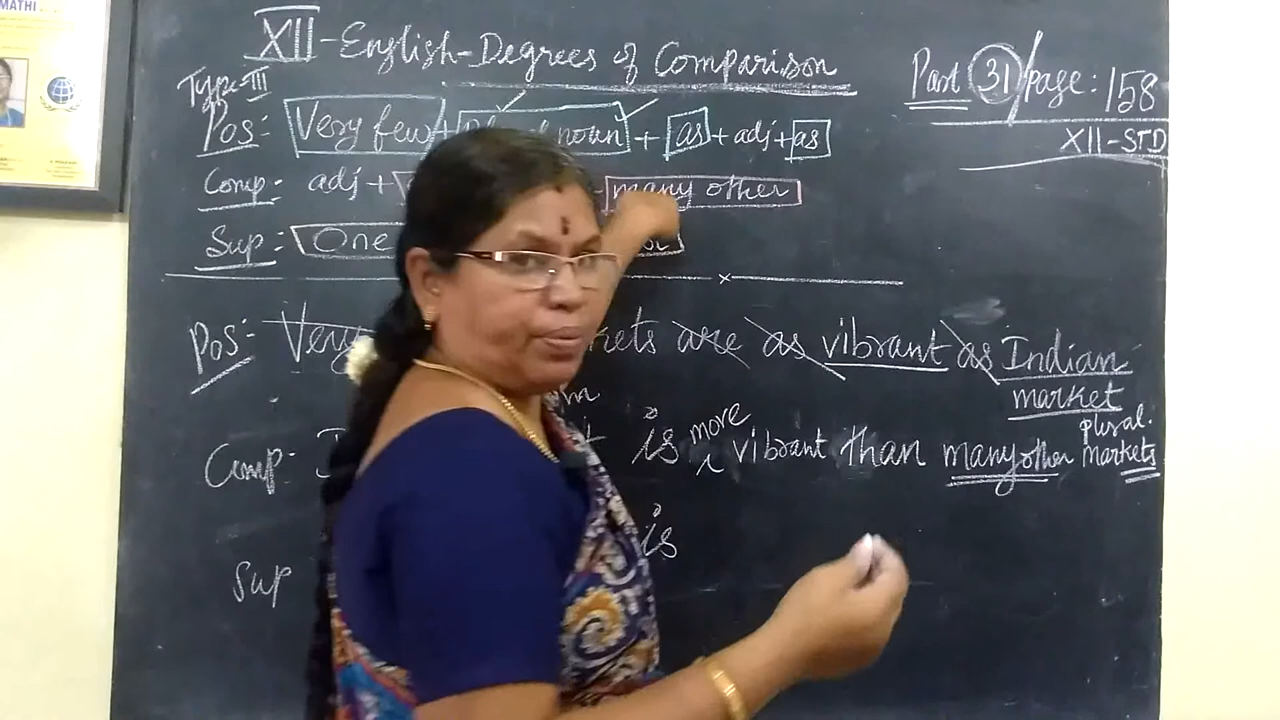 MATHI
XII-English-Degrees of Comparison
Part 31/page: 158
XII-STD
Type-III
Pos: Very few + noun + as + adj + as
Comp: adj + many other
Sup: One
Pos: Very are as vibrant as Indian
market
plural.
Comp: is more vibrant than many other markets
Sup is